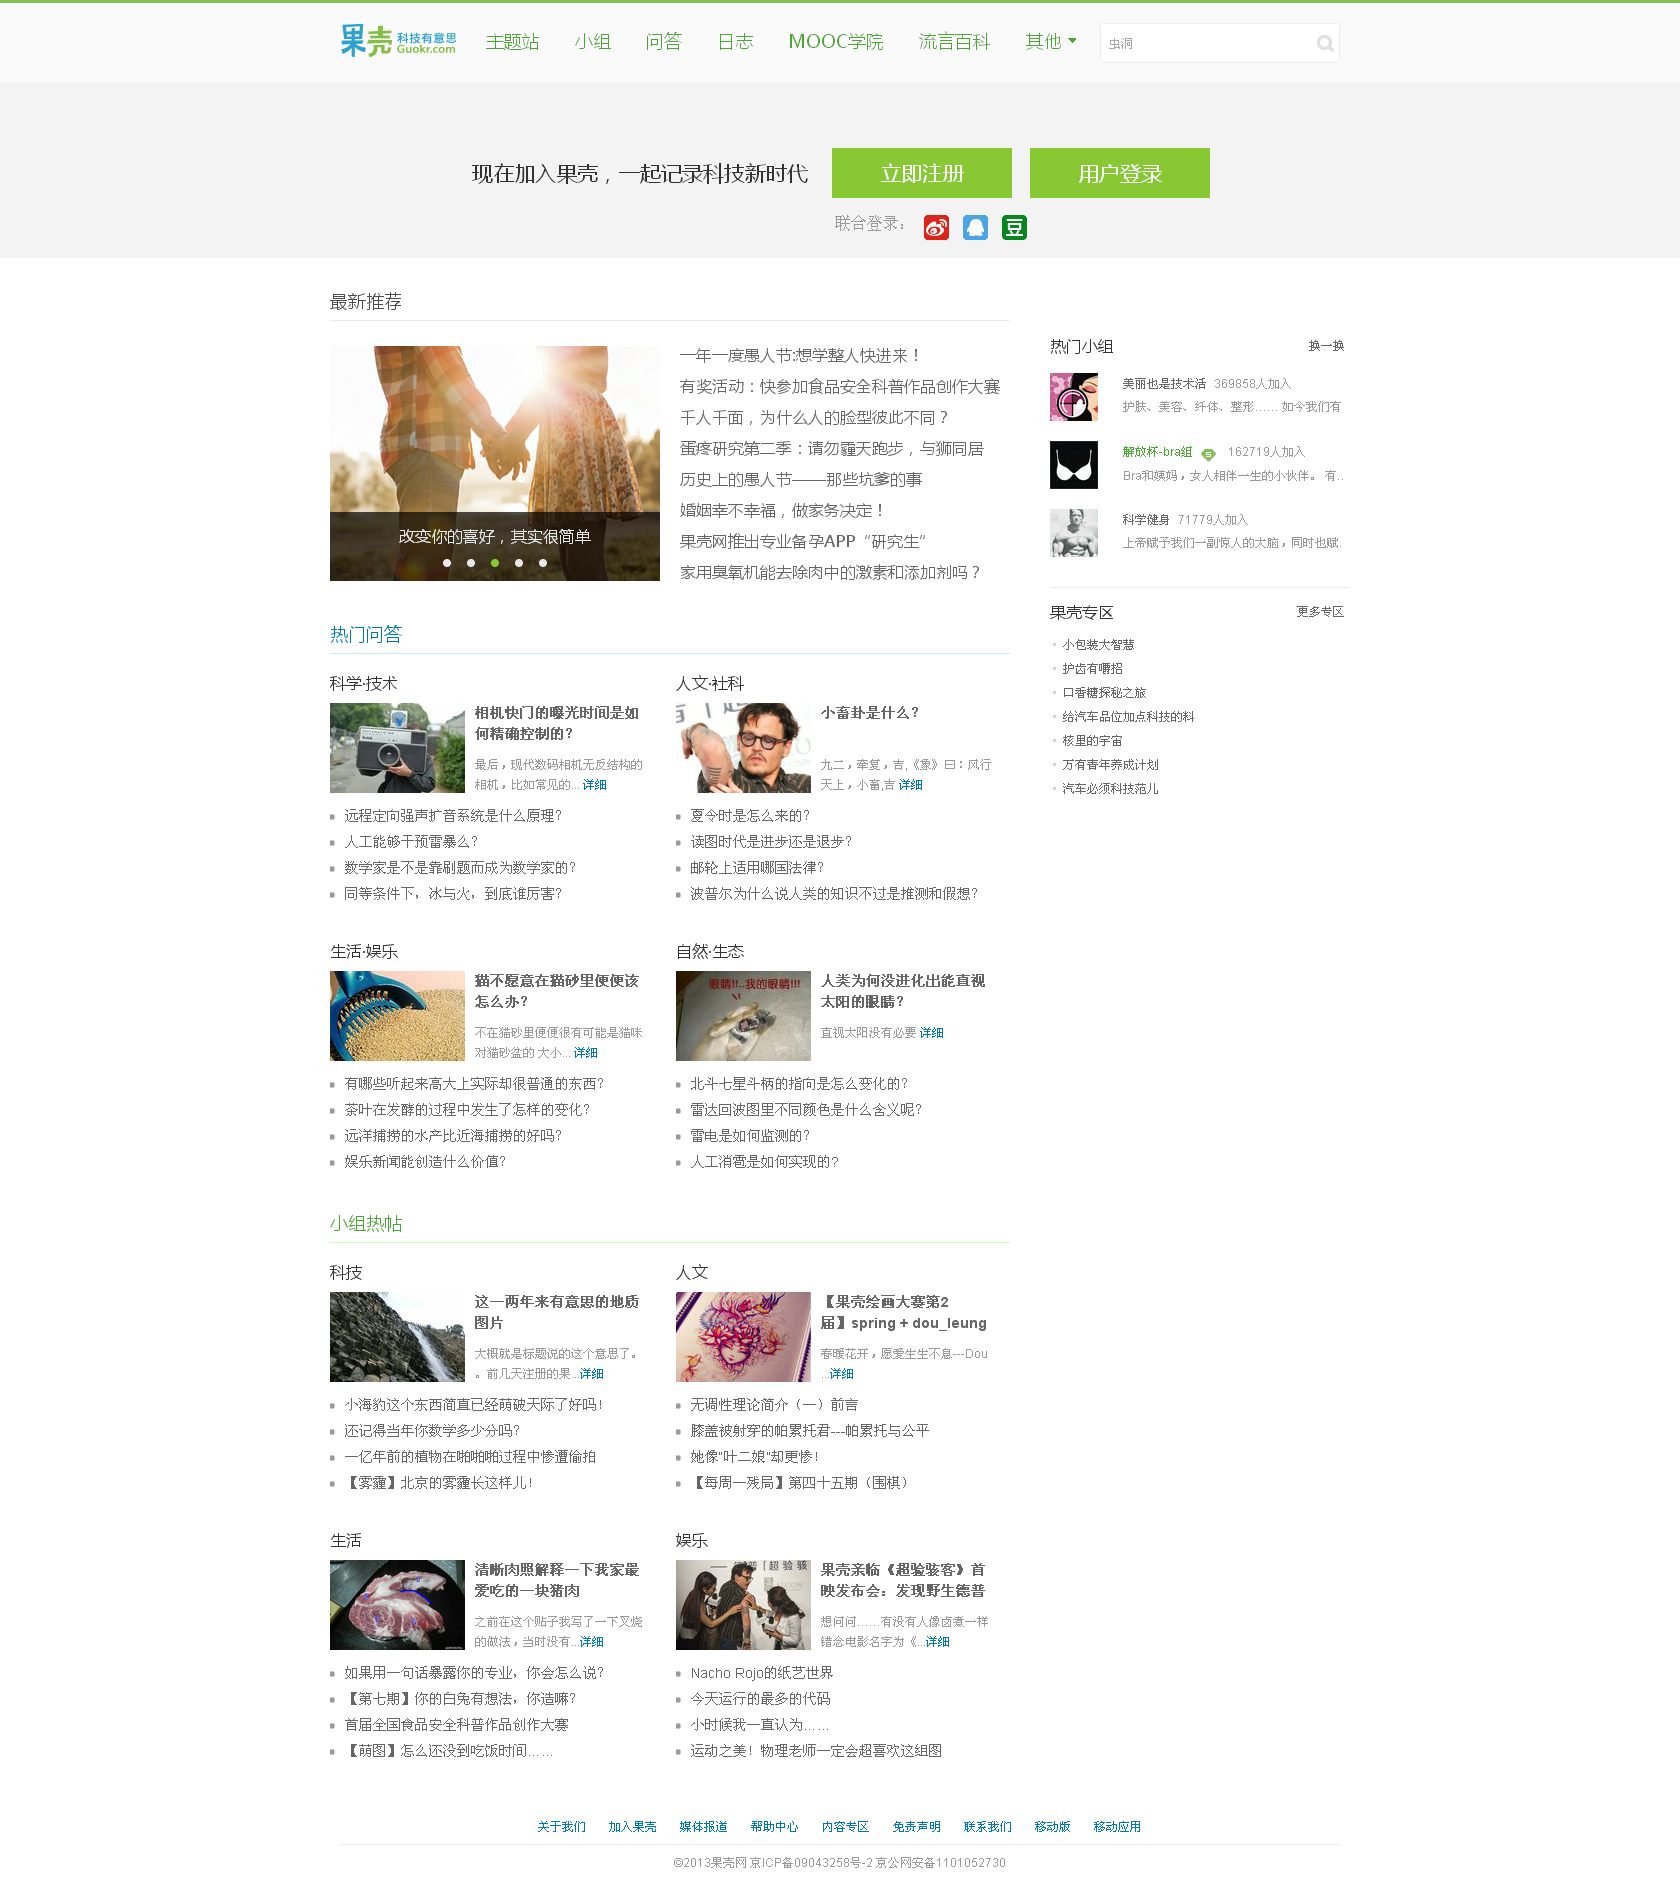 果壳 科技有意思 Guokr.com
主题站 小组 问答 日志 MOOC学院 流言百科 其他 虫洞
现在加入果壳，一起记录科技新时代 立即注册 用户登录
联合登录：
豆
最新推荐
一年一度愚人节:想学整人快进来！
有奖活动：快参加食品安全科普作品创作大赛
千人千面，为什么人的脸型彼此不同？
蛋疼研究第二季：请勿霾天跑步，与狮同居
历史上的愚人节——那些坑爹的事
婚姻幸不幸福，做家务决定！
果壳网推出专业备孕APP“研究生”
家用臭氧机能去除肉中的激素和添加剂吗？
改变你的喜好，其实很简单
热门小组 换一换
美丽也是技术活 369858人加入
护肤、美容、纤体、整形…… 如今我们有
解放杯-bra组 162719人加入
Bra和姨妈，女人相伴一生的小伙伴。 有..
科学健身 71779人加入
上帝赋予我们一副惊人的大脑，同时也赋.
果壳专区 更多专区
小包装大智慧
护齿有嚼招
口香糖探秘之旅
给汽车品位加点科技的料
核里的宇宙
万有青年养成计划
汽车必须科技范儿
热门问答
科学·技术
相机快门的曝光时间是如
何精确控制的？
最后，现代数码相机无反结构的
相机，比如常见的... 详细
远程定向强声扩音系统是什么原理？
人工能够干预雷暴么？
数学家是不是靠刷题而成为数学家的？
同等条件下，冰与火，到底谁厉害？
人文·社科
小畜卦是什么？
九二，牵复，吉,《象》曰：风行
天上，小畜,吉 详细
夏令时是怎么来的？
读图时代是进步还是退步？
邮轮上适用哪国法律？
波普尔为什么说人类的知识不过是推测和假想？
生活·娱乐
猫不愿意在猫砂里便便该
怎么办？
不在猫砂里便便很有可能是猫咪
对猫砂盆的 大小... 详细
有哪些听起来高大上实际却很普通的东西？
茶叶在发酵的过程中发生了怎样的变化？
远洋捕捞的水产比近海捕捞的好吗？
娱乐新闻能创造什么价值？
自然·生态
眼睛!!..我的眼睛!!!
人类为何没进化出能直视
太阳的眼睛？
直视太阳没有必要 详细
北斗七星斗柄的指向是怎么变化的？
雷达回波图里不同颜色是什么含义呢？
雷电是如何监测的？
人工消雹是如何实现的?
小组热帖
科技
这一两年来有意思的地质
图片
大概就是标题说的这个意思了。
。前几天注册的果...详细
小海豹这个东西简直已经萌破天际了好吗！
还记得当年你数学多少分吗？
一亿年前的植物在啪啪啪过程中惨遭偷拍
【雾霾】北京的雾霾长这样儿！
人文
【果壳绘画大赛第2
届】spring + dou_leung
春暖花开，愿爱生生不息---Dou
...详细
无调性理论简介（一）前言
膝盖被射穿的帕累托君---帕累托与公平
她像"叶二娘"却更惨！
【每周一残局】第四十五期（围棋）
生活
清晰肉照解释一下我家最
爱吃的一块猪肉
之前在这个贴子我写了一下叉烧
的做法，当时没有...详细
如果用一句话暴露你的专业，你会怎么说？
【第七期】你的白兔有想法，你造嘛？
首届全国食品安全科普作品创作大赛
【萌图】怎么还没到吃饭时间……
娱乐
果壳亲临《超验骇客》首
映发布会：发现野生德普
想问问……有没有人像卤煮一样
错念电影名字为《...详细
Nacho Rojo的纸艺世界
今天运行的最多的代码
小时候我一直认为……
运动之美！物理老师一定会超喜欢这组图
关于我们 加入果壳 媒体报道 帮助中心 内容专区 免责声明 联系我们 移动版 移动应用
©2013果壳网 京ICP备09043258号-2 京公网安备1101052730